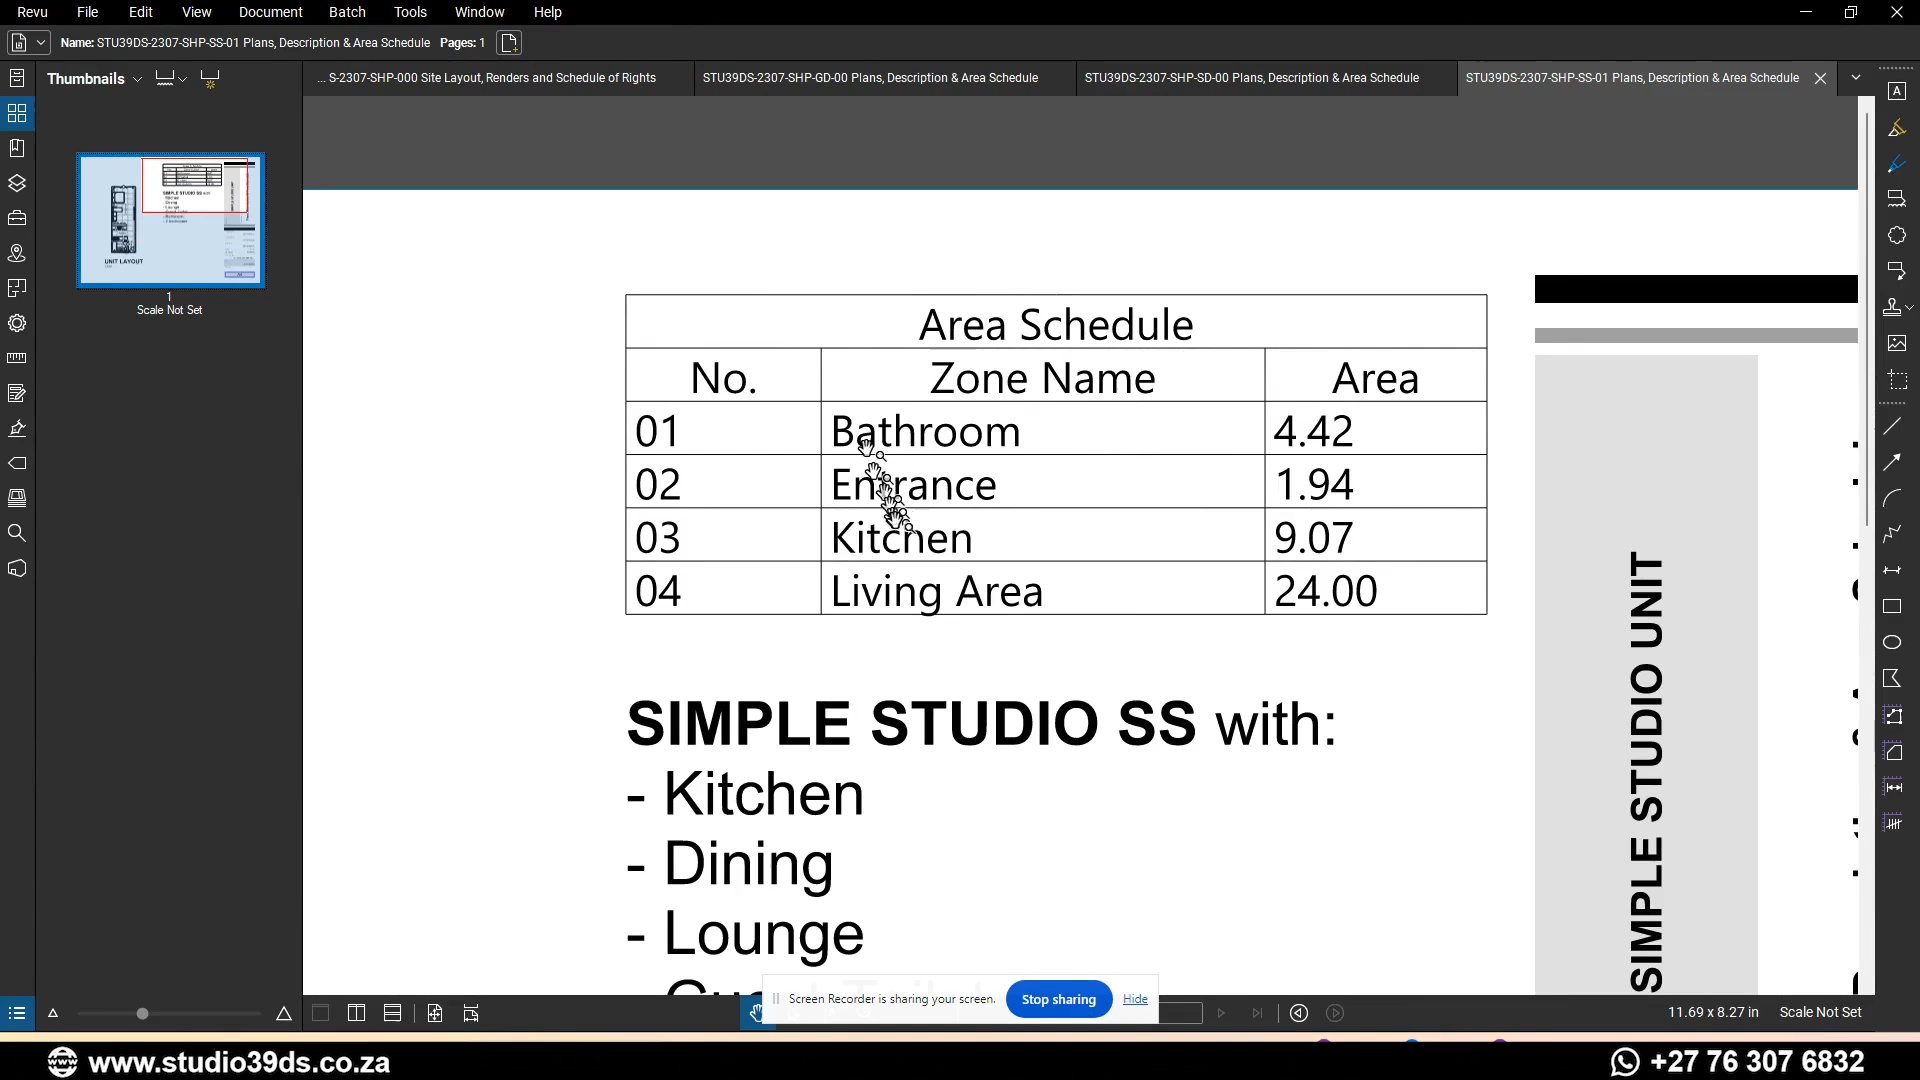 Revu File Edit View Document Batch Tools Window Help
Name: STU39DS-2307-SHP-SS-01 Plans, Description & Area Schedule Pages: 1
Thumbnails
... S-2307-SHP-000 Site Layout, Renders and Schedule of Rights
STU39DS-2307-SHP-GD-00 Plans, Description & Area Schedule
STU39DS-2307-SHP-SD-00 Plans, Description & Area Schedule
STU39DS-2307-SHP-SS-01 Plans, Description & Area Schedule
UNIT LAYOUT
1
Scale Not Set
Area Schedule
No. Zone Name Area
01 Bathroom 4.42
02 Entrance 1.94
03 Kitchen 9.07
04 Living Area 24.00
SIMPLE STUDIO SS with:
- Kitchen
- Dining
- Lounge
SIMPLE STUDIO UNIT
Screen Recorder is sharing your screen. Stop sharing Hide
11.69 x 8.27 in Scale Not Set
www.studio39ds.co.za
+27 76 307 6832